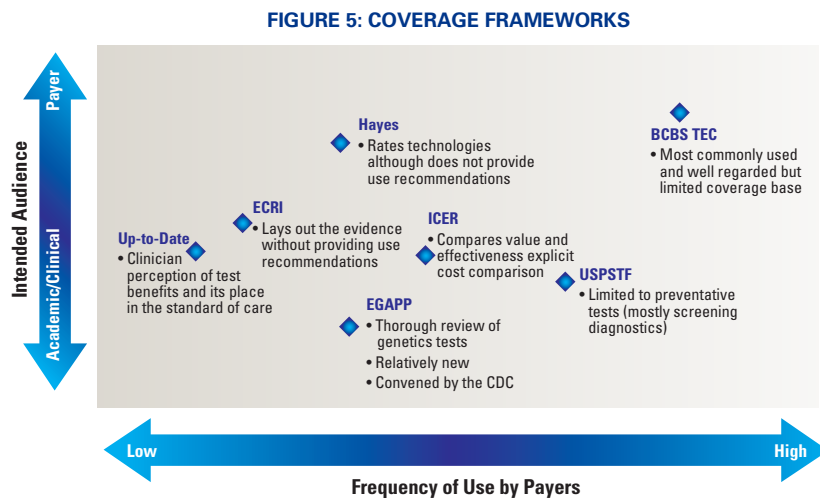 FIGURE 5: COVERAGE FRAMEWORKS
Intended Audience
Payer
Academic/Clinical
Hayes
• Rates technologies
although does not provide
use recommendations
BCBS TEC
• Most commonly used
and well regarded but
limited coverage base
ECRI
• Lays out the evidence
without providing use
recommendations
Up-to-Date
• Clinician
perception of test
benefits and its place
in the standard of care
ICER
• Compares value and
effectiveness explicit
cost comparison
USPSTF
• Limited to preventative
tests (mostly screening
diagnostics)
EGAPP
• Thorough review of
genetics tests
• Relatively new
• Convened by the CDC
Low
High
Frequency of Use by Payers